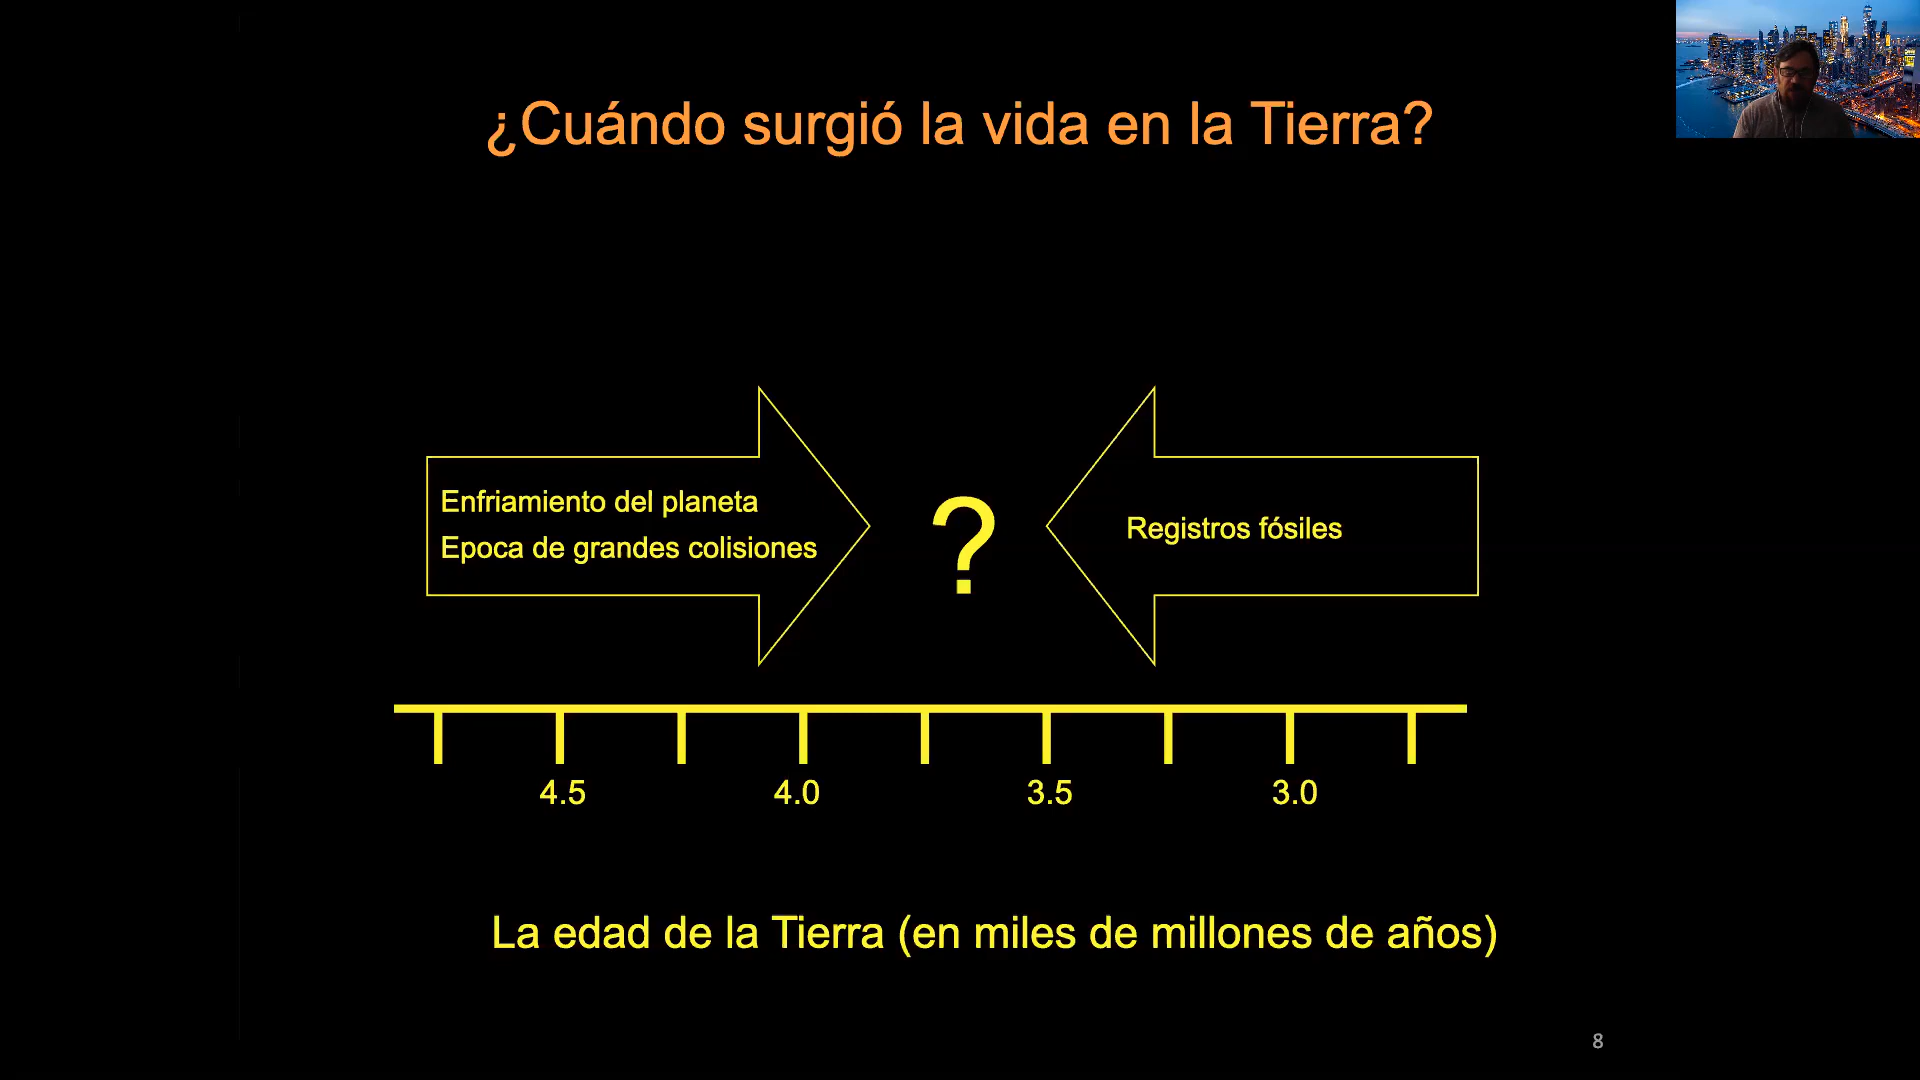 ¿Cuándo surgió la vida en la Tierra?
Enfriamiento del planeta
Epoca de grandes colisiones
?
Registros fósiles
4.5
4.0
3.5
3.0
La edad de la Tierra (en miles de millones de años)
8